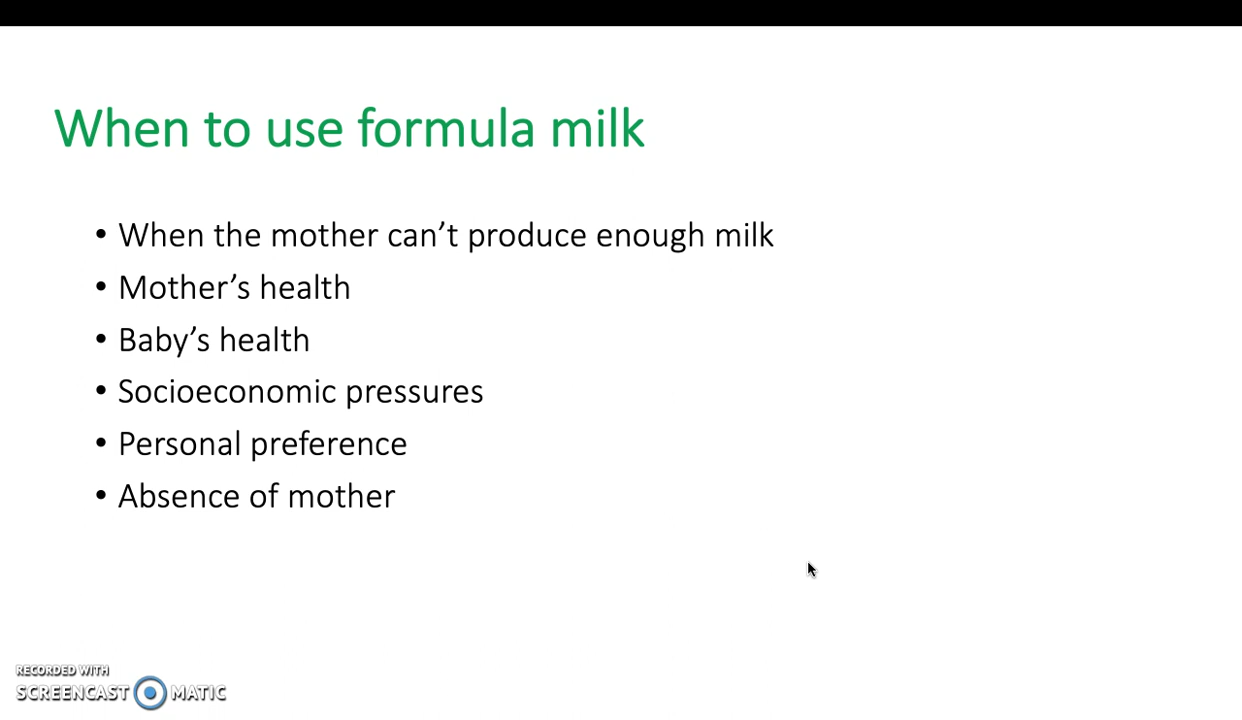 When to use formula milk
• When the mother can’t produce enough milk
• Mother’s health
• Baby’s health
• Socioeconomic pressures
• Personal preference
• Absence of mother
RECORDED WITH
SCREENCAST MATIC